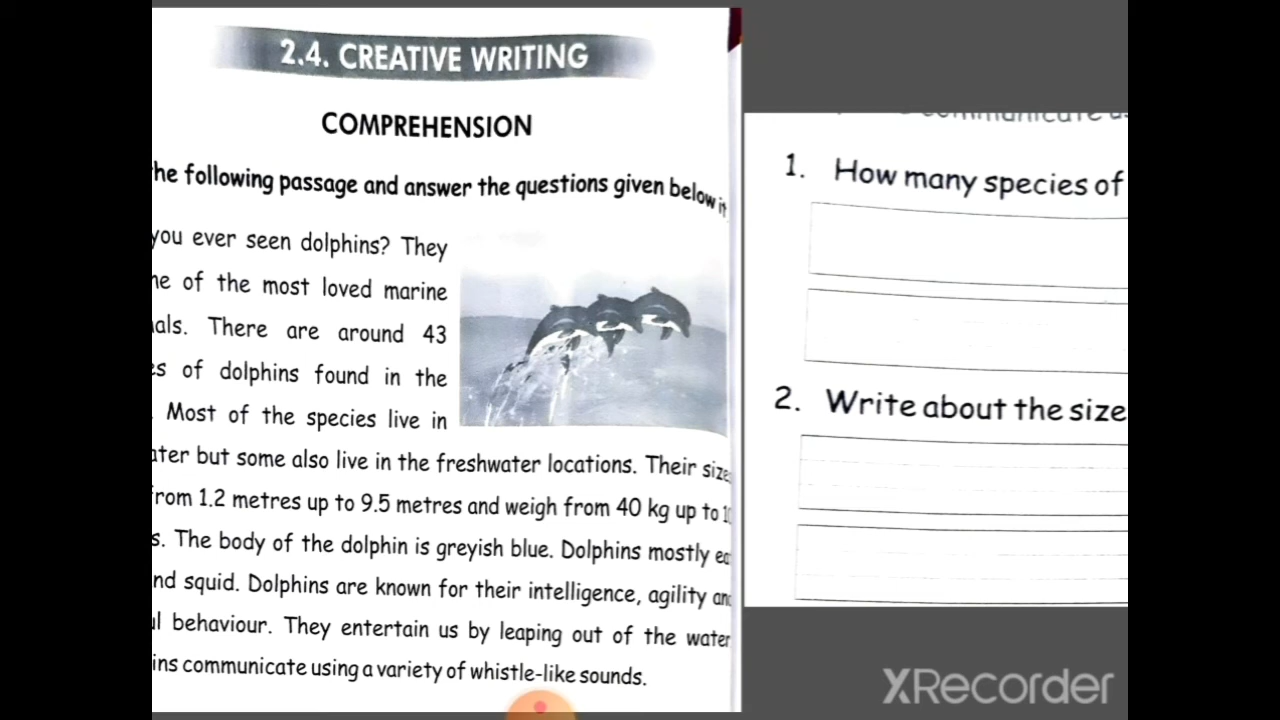 2.4. CREATIVE WRITING
COMPREHENSION
the following passage and answer the questions given below it
you ever seen dolphins? They
of the most loved marine
There are around 43
of dolphins found in the
Most of the species live in
but some also live in the freshwater locations. Their size
from 1.2 metres up to 9.5 metres and weigh from 40 kg up to
The body of the dolphin is greyish blue. Dolphins mostly
squid. Dolphins are known for their intelligence, agility and
behaviour. They entertain us by leaping out of the water
communicate using a variety of whistle-like sounds.
communicate
1. How many species of
2. Write about the size
XRecorder